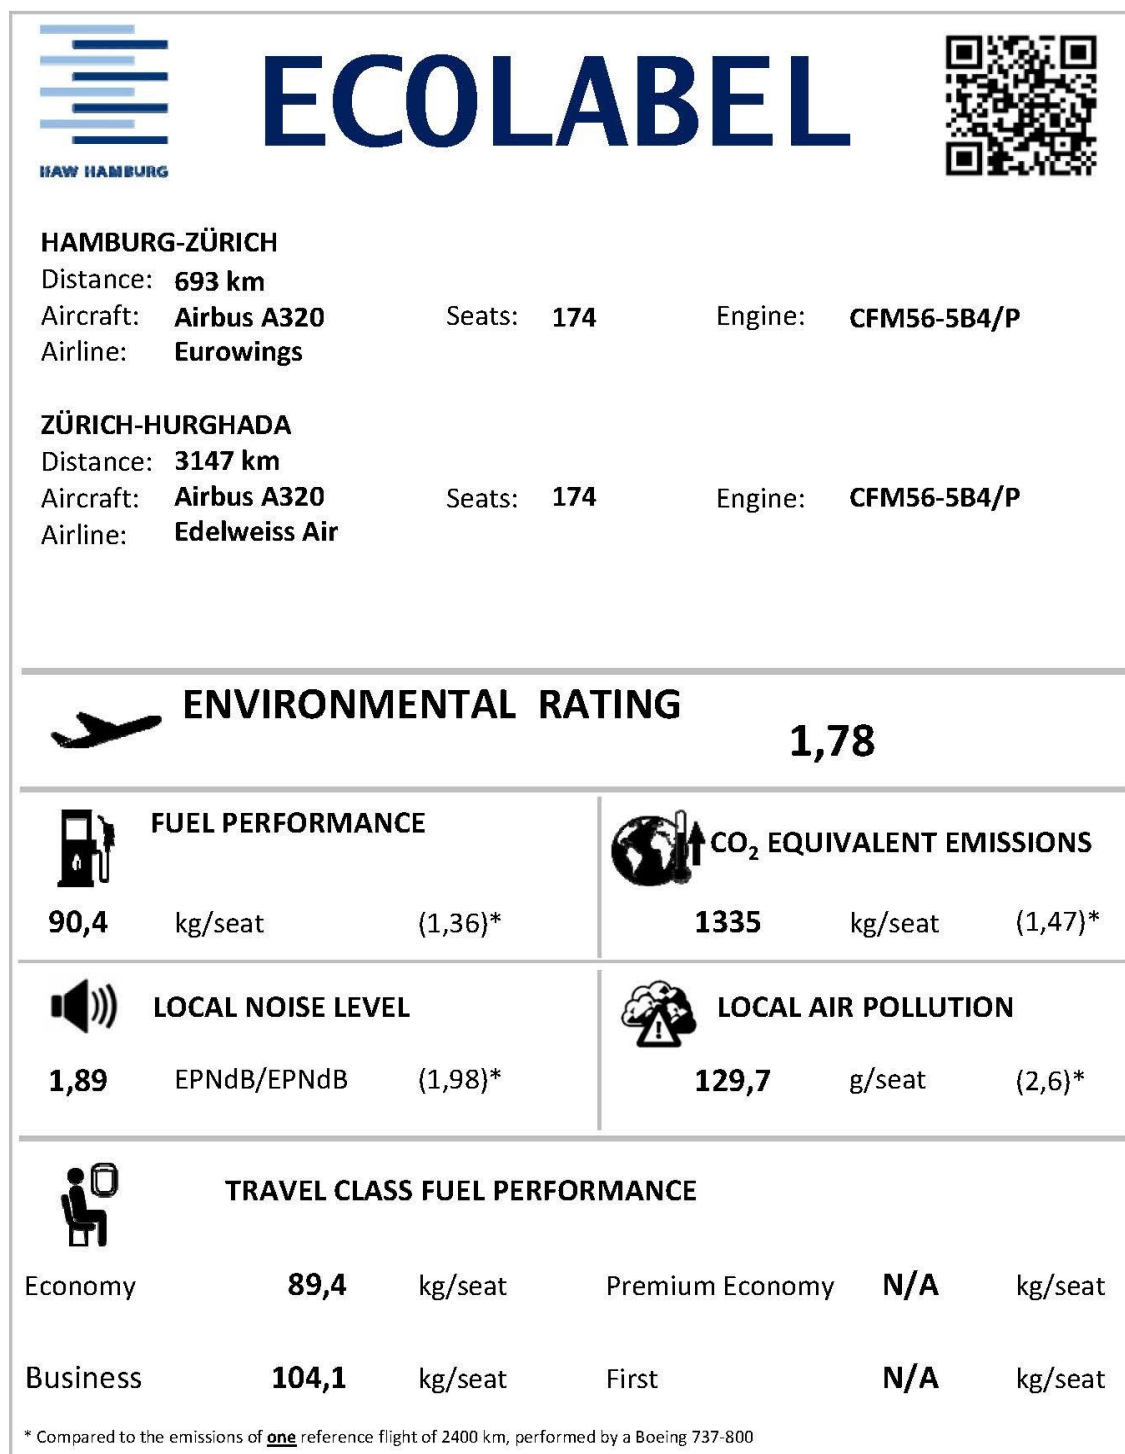 HAW HAMBURG
ECOLABEL
HAMBURG-ZÜRICH
Distance: 693 km
Aircraft: Airbus A320 Seats: 174 Engine: CFM56-5B4/P
Airline: Eurowings
ZÜRICH-HURGHADA
Distance: 3147 km
Aircraft: Airbus A320 Seats: 174 Engine: CFM56-5B4/P
Airline: Edelweiss Air
ENVIRONMENTAL RATING
1,78
FUEL PERFORMANCE
90,4 kg/seat (1,36)*
CO₂ EQUIVALENT EMISSIONS
1335 kg/seat (1,47)*
LOCAL NOISE LEVEL
1,89 EPNdB/EPNdB (1,98)*
LOCAL AIR POLLUTION
129,7 g/seat (2,6)*
TRAVEL CLASS FUEL PERFORMANCE
Economy 89,4 kg/seat Premium Economy N/A kg/seat
Business 104,1 kg/seat First N/A kg/seat
* Compared to the emissions of one reference flight of 2400 km, performed by a Boeing 737-800